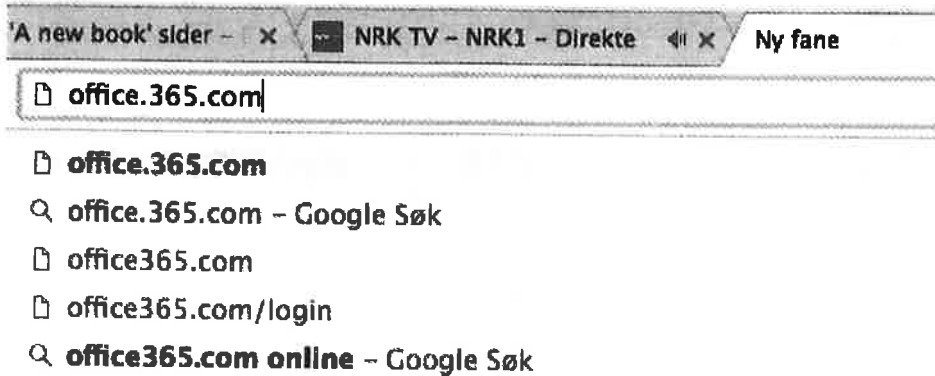 'A new book' sider – × NRK TV – NRK1 – Direkte × Ny fane
office.365.com
office.365.com
office.365.com – Google Søk
office365.com
office365.com/login
office365.com online – Google Søk